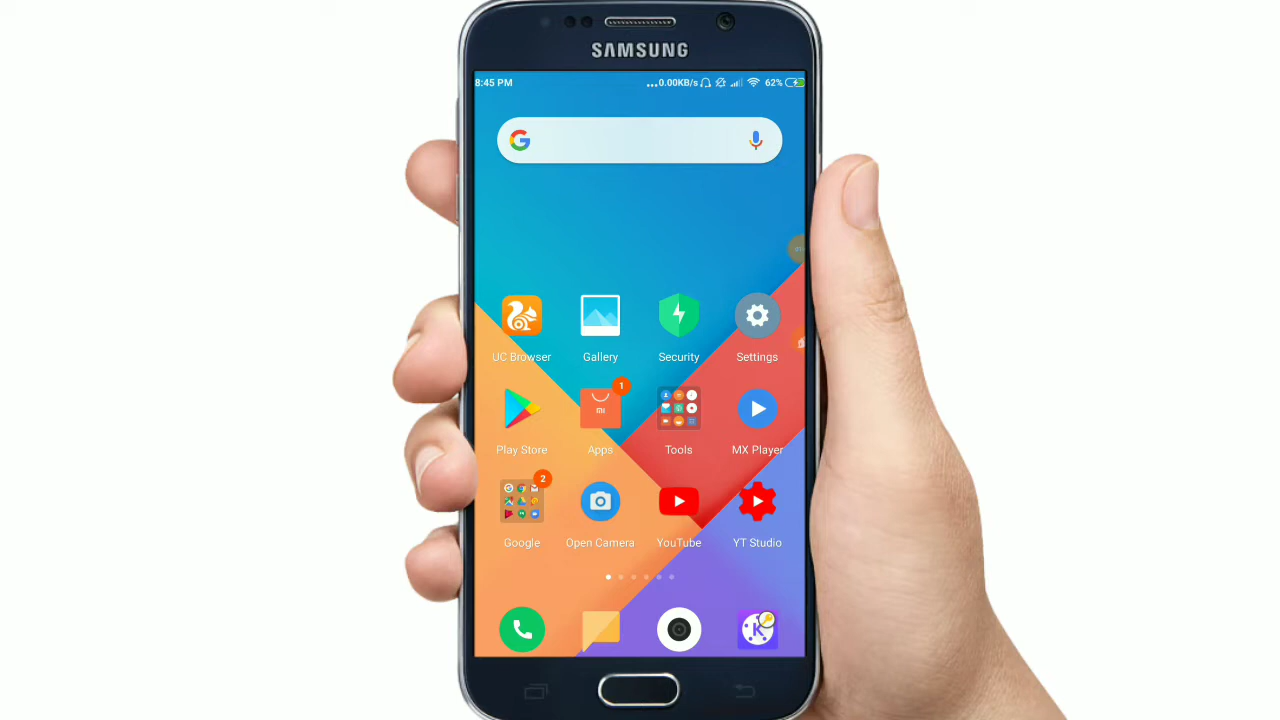 SAMSUNG
8:45 PM ...0.00KB/s 62%
UC Browser Gallery Security Settings
1
MI
Play Store Apps Tools MX Player
2
Google Open Camera YouTube YT Studio
K